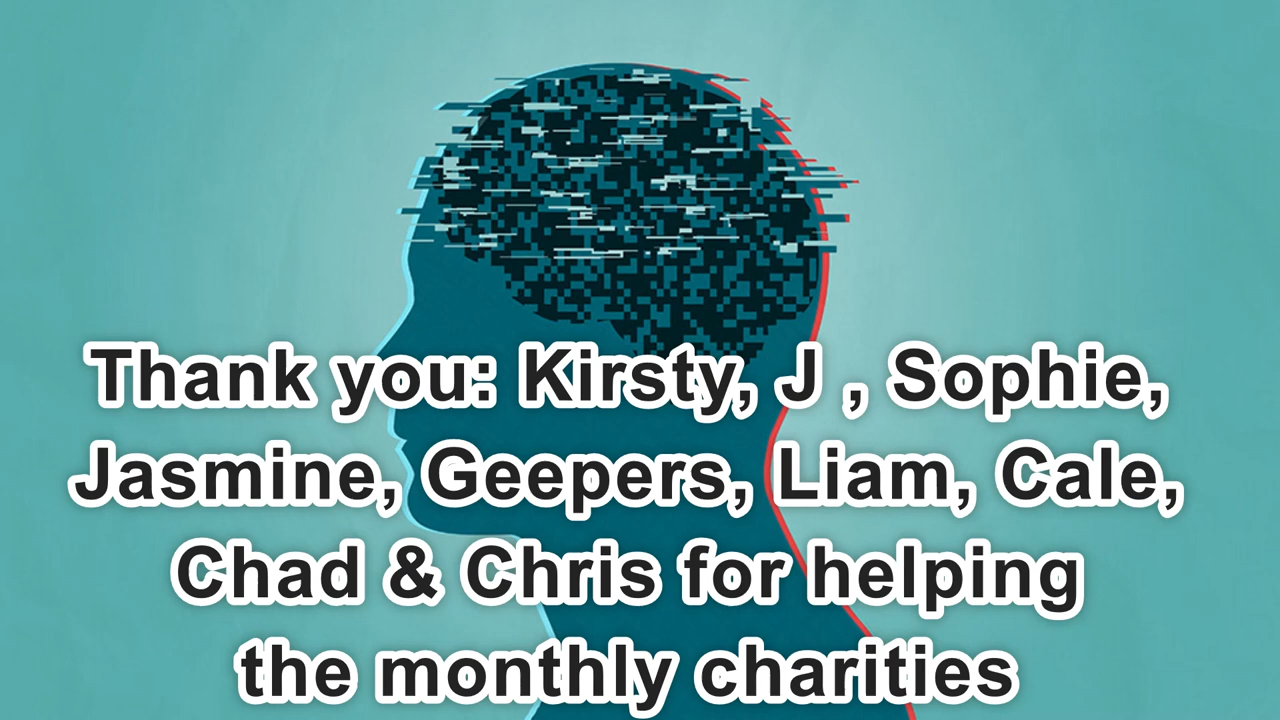 Thank you: Kirsty, J , Sophie,
Jasmine, Geepers, Liam, Cale,
Chad & Chris for helping
the monthly charities